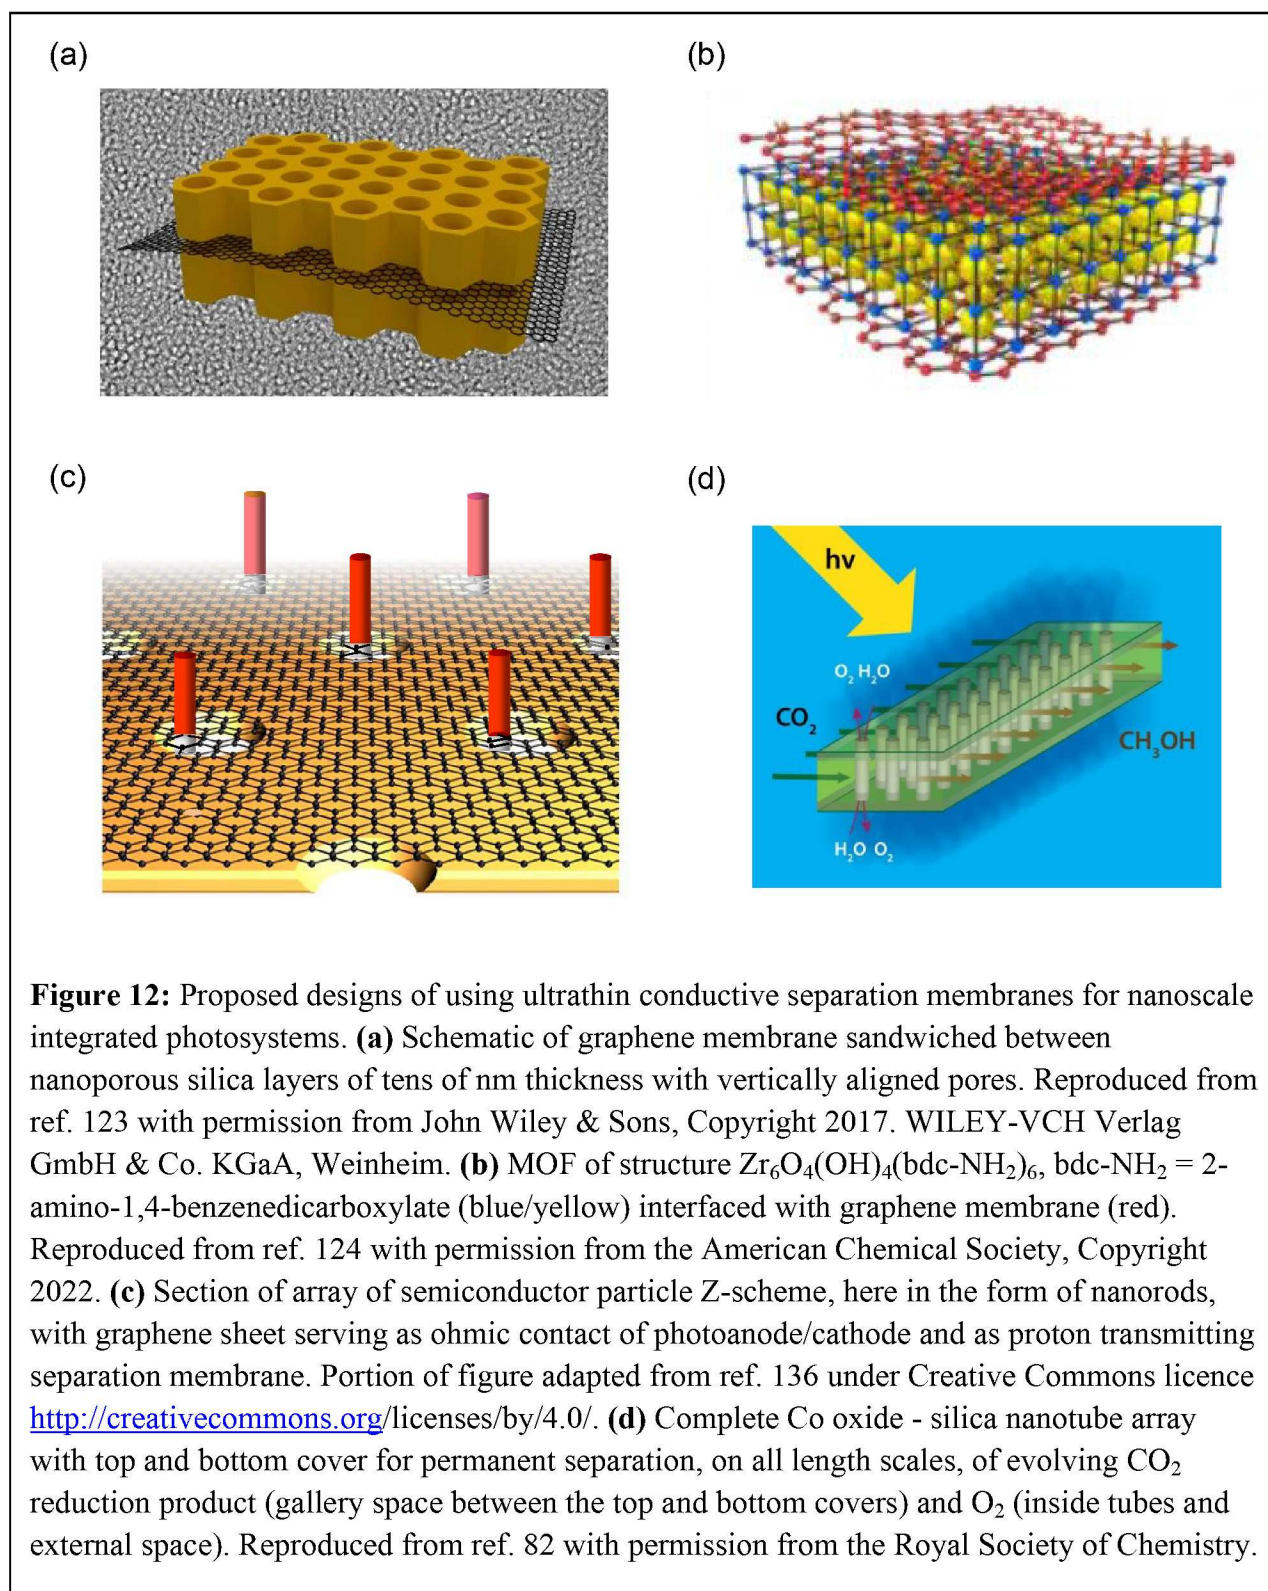 (a)
(b)
(c)
(d)
hν
O₂ H₂O
CO₂
CH₃OH
H₂O O₂
Figure 12: Proposed designs of using ultrathin conductive separation membranes for nanoscale
integrated photosystems. (a) Schematic of graphene membrane sandwiched between
nanoporous silica layers of tens of nm thickness with vertically aligned pores. Reproduced from
ref. 123 with permission from John Wiley & Sons, Copyright 2017. WILEY-VCH Verlag
GmbH & Co. KGaA, Weinheim. (b) MOF of structure Zr₆O₄(OH)₄(bdc-NH₂)₆, bdc-NH₂ = 2-
amino-1,4-benzenedicarboxylate (blue/yellow) interfaced with graphene membrane (red).
Reproduced from ref. 124 with permission from the American Chemical Society, Copyright
2022. (c) Section of array of semiconductor particle Z-scheme, here in the form of nanorods,
with graphene sheet serving as ohmic contact of photoanode/cathode and as proton transmitting
separation membrane. Portion of figure adapted from ref. 136 under Creative Commons licence
http://creativecommons.org/licenses/by/4.0/. (d) Complete Co oxide - silica nanotube array
with top and bottom cover for permanent separation, on all length scales, of evolving CO₂
reduction product (gallery space between the top and bottom covers) and O₂ (inside tubes and
external space). Reproduced from ref. 82 with permission from the Royal Society of Chemistry.